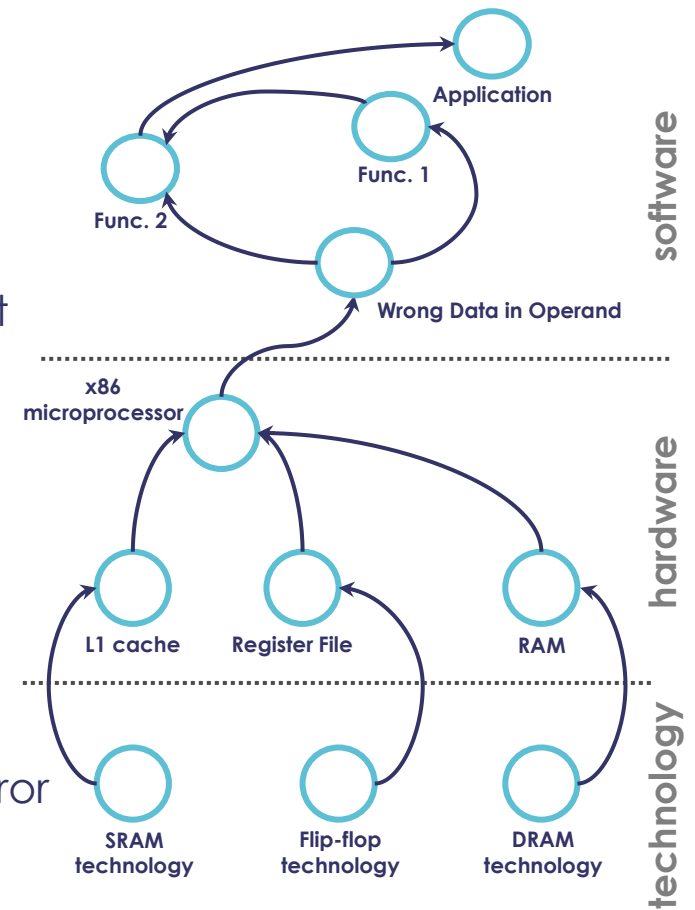 Application
software
Func. 1
Func. 2
Wrong Data in Operand
x86
microprocessor
hardware
L1 cache
Register File
RAM
technology
SRAM
technology
Flip-flop
technology
DRAM
technology